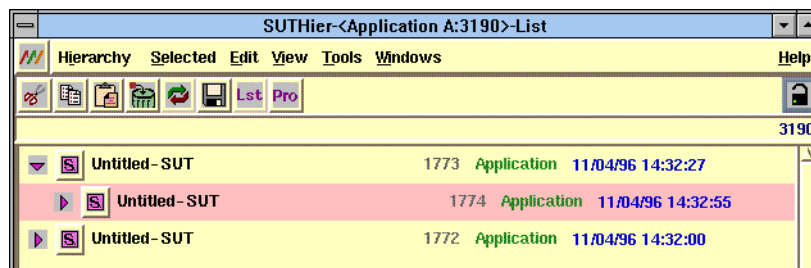 SUTHier-<Application A:3190>-List
Hierarchy Selected Edit View Tools Windows Help
Lst Pro
3190
S Untitled-SUT 1773 Application 11/04/96 14:32:27
S Untitled-SUT 1774 Application 11/04/96 14:32:55
S Untitled-SUT 1772 Application 11/04/96 14:32:00